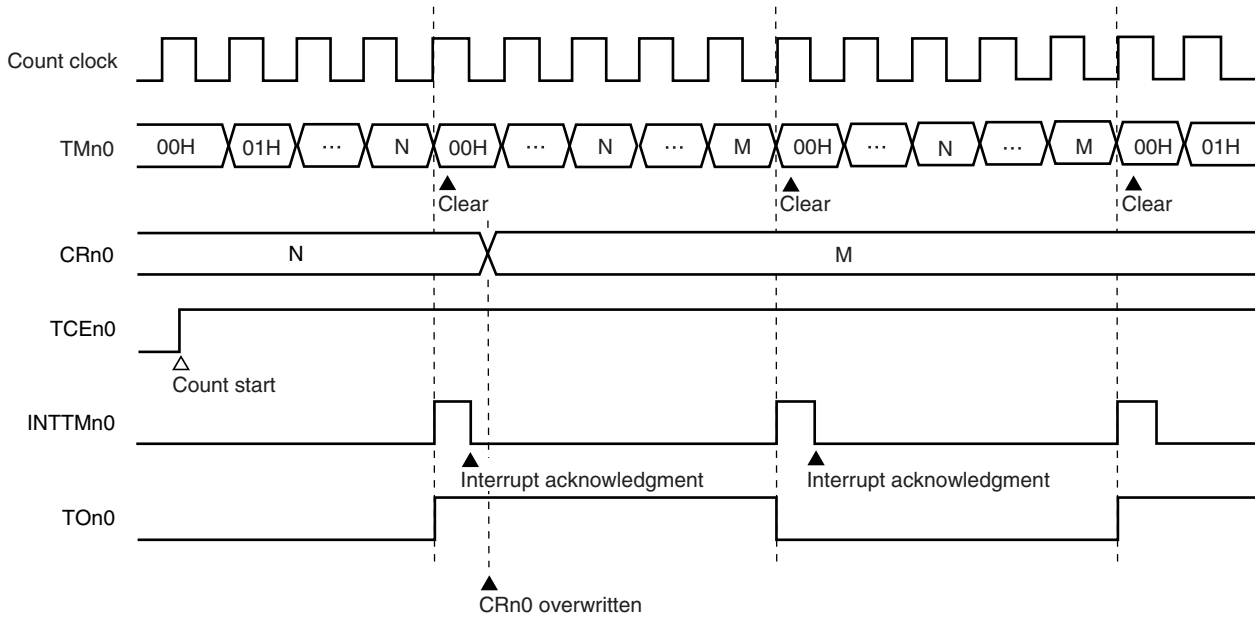 Count clock
TMn0 00H 01H ... N 00H ... N ... M 00H ... N ... M 00H 01H
Clear Clear Clear
CRn0 N M
TCEn0
Count start
INTTMn0
Interrupt acknowledgment Interrupt acknowledgment
TOn0
CRn0 overwritten